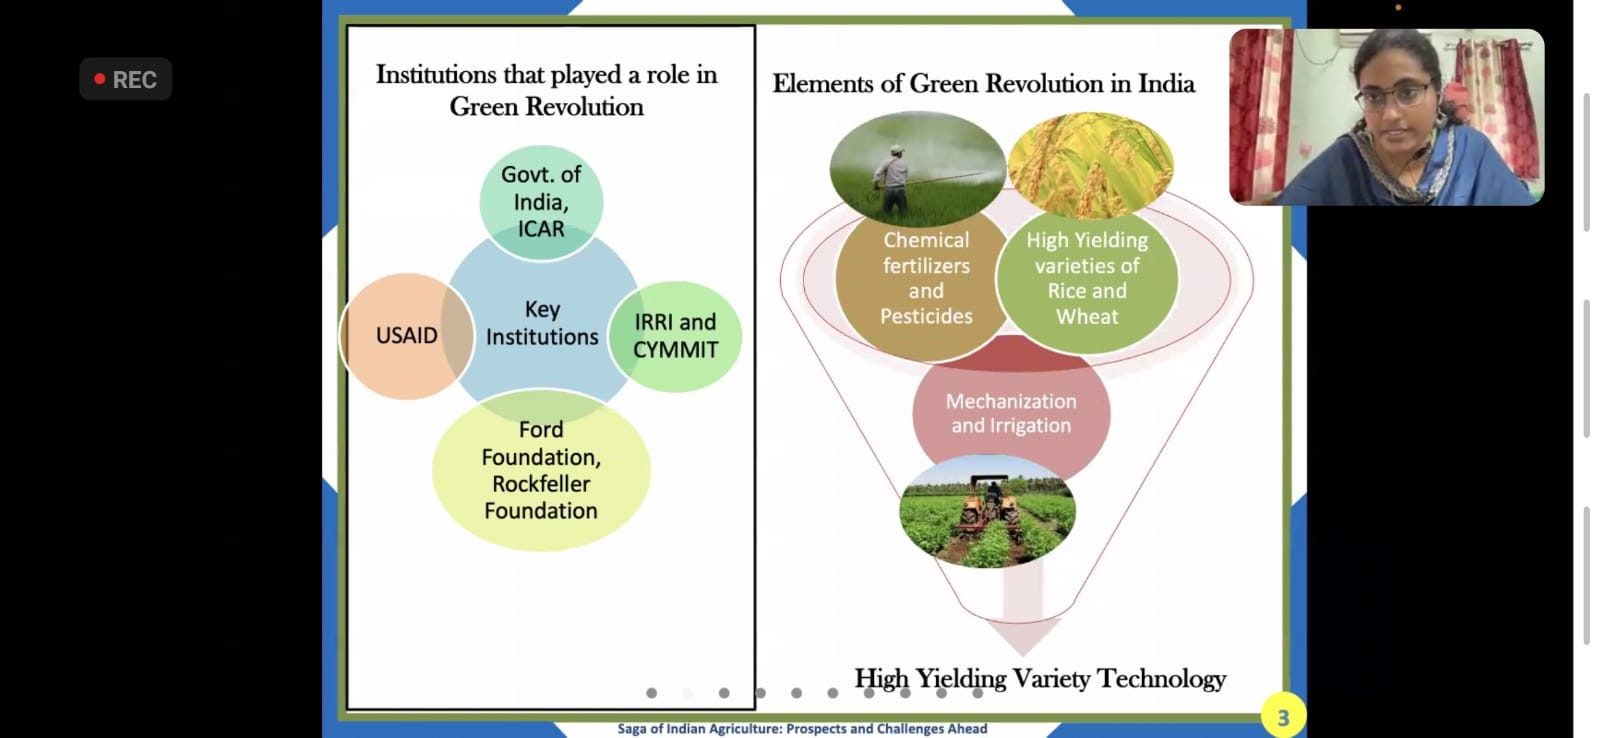 REC
Institutions that played a role in
Green Revolution
Govt. of
India,
ICAR
USAID
Key
Institutions
IRRI and
CYMMIT
Ford
Foundation,
Rockfeller
Foundation
Elements of Green Revolution in India
Chemical
fertilizers
and
Pesticides
High Yielding
varieties of
Rice and
Wheat
Mechanization
and Irrigation
High Yielding Variety Technology
Saga of Indian Agriculture: Prospects and Challenges Ahead
3